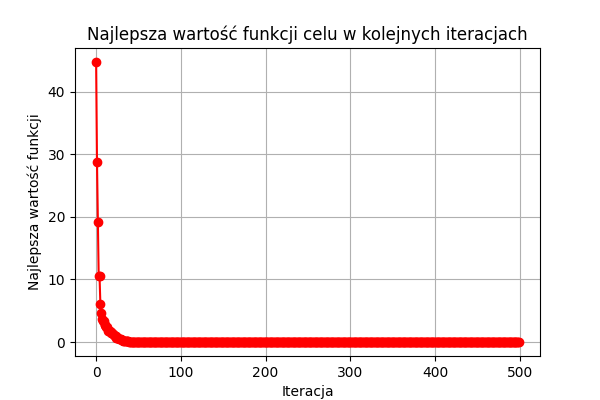 Najlepsza wartość funkcji celu w kolejnych iteracjach
Najlepsza wartość funkcji
40
30
20
10
0
0 100 200 300 400 500
Iteracja